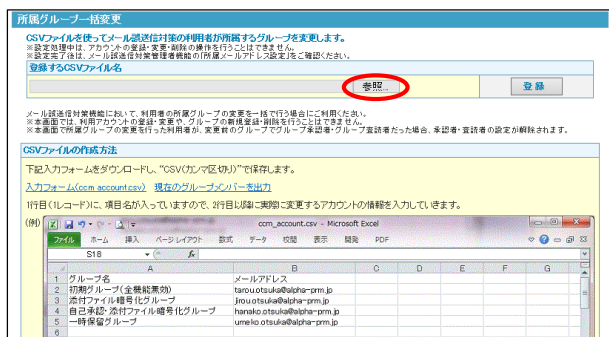 所属グループ一括変更
CSVファイルを使ってメール誤送信対策の利用者が所属するグループを変更します。
※設定処理中は、アカウントの登録・変更・削除の操作を行うことはできません。
※設定完了後は、メール誤送信対策管理者機能の「所属メールアドレス設定」をご確認ください。
登録するCSVファイル名
参照...
登録
メール誤送信対策機能において、利用者の所属グループの変更を一括で行う場合にご利用ください。
※本画面では、利用アカウントの登録・変更や、グループの新規登録・削除を行うことはできません。
※本画面で所属グループの変更を行った利用者が、変更前のグループでグループ承認者・グループ査読者だった場合、承認者・査読者の設定が解除されます。
CSVファイルの作成方法
下記入力フォームをダウンロードし、“CSV(カンマ区切り)”で保存します。
入力フォーム(ccm account.csv) 現在のグループメンバーを出力
1行目(1レコード)に、項目名が入っていますので、2行目以降に実際に変更するアカウントの情報を入力していきます。
(例)
ccm_account.csv - Microsoft Excel
ファイル ホーム 挿入 ページレイアウト 数式 データ 校閲 表示 開発 PDF
S18 fx
A B C D E F G
1 グループ名 メールアドレス
2 初期グループ(全機能無効) tarou.otsuka@alpha-prm.jp
3 添付ファイル暗号化グループ jirou.otsuka@alpha-prm.jp
4 自己承認・添付ファイル暗号化グループ hanako.otsuka@alpha-prm.jp
5 一時保留グループ umeko.otsuka@alpha-prm.jp
6